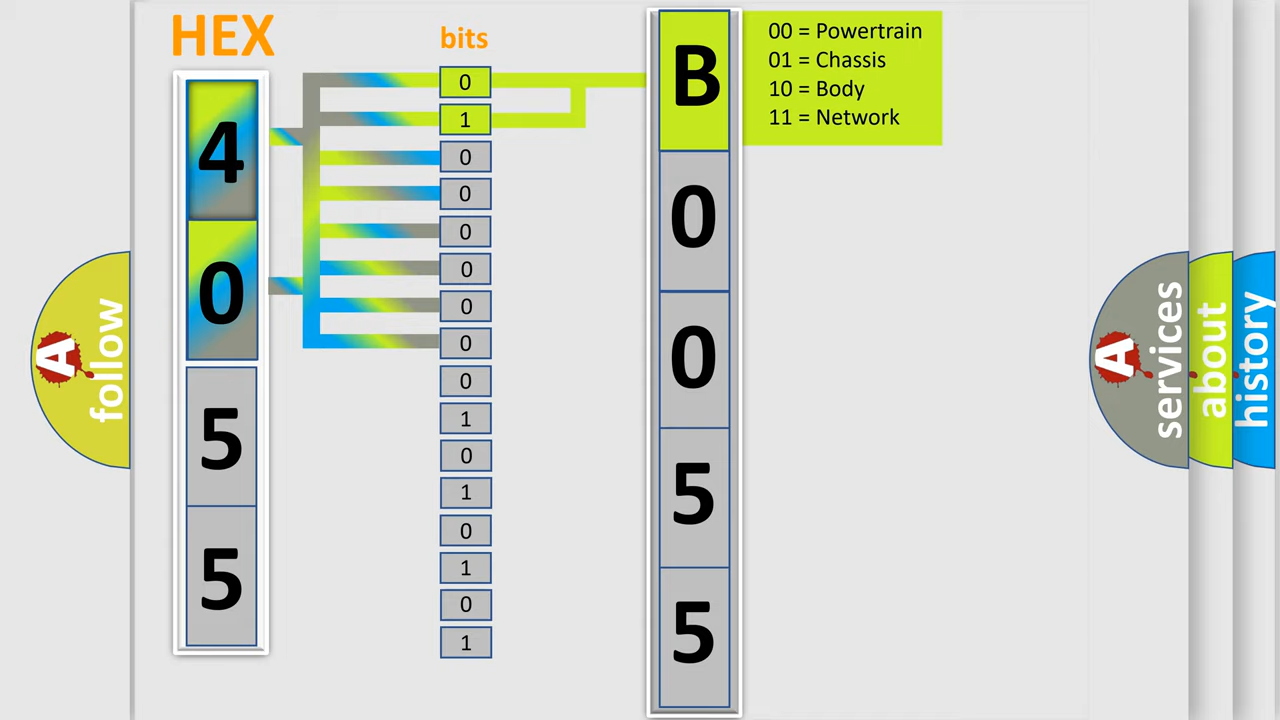 HEX
bits
4
0
5
5
0
1
0
0
0
0
0
0
0
1
0
1
0
1
0
1
B
0
0
5
5
00 = Powertrain
01 = Chassis
10 = Body
11 = Network
A
follow
A
services
about
history